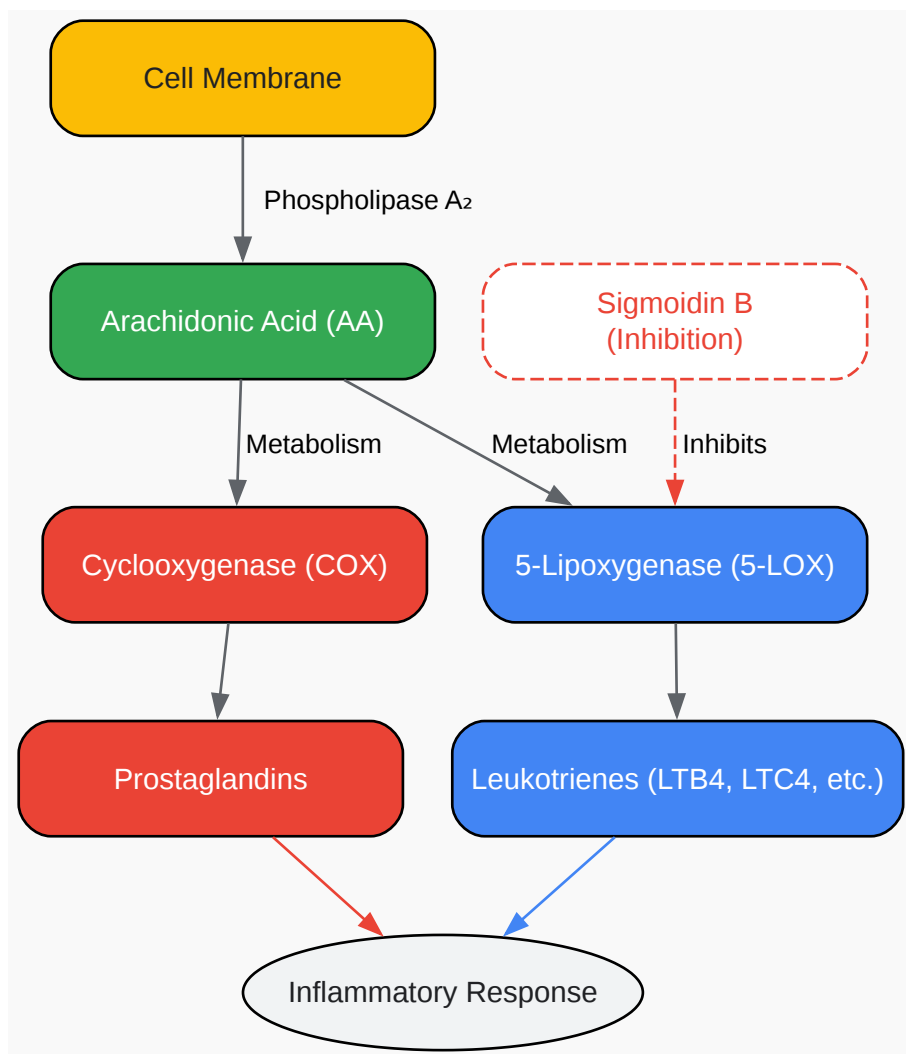 Cell Membrane
Phospholipase A₂
Arachidonic Acid (AA)
Sigmoidin B
(Inhibition)
Metabolism
Metabolism
Inhibits
Cyclooxygenase (COX)
5-Lipoxygenase (5-LOX)
Prostaglandins
Leukotrienes (LTB4, LTC4, etc.)
Inflammatory Response